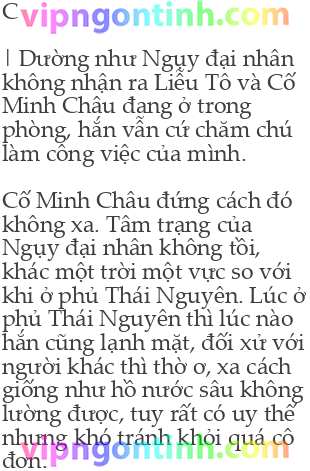 C
vipngontinh.com
| Dường như Ngụy đại nhân
không nhận ra Liễu Tô và Cố
Minh Châu đang ở trong
phòng, hắn vẫn cứ chăm chú
làm công việc của mình.
Cố Minh Châu đứng cách đó
không xa. Tâm trạng của
Ngụy đại nhân không tồi,
khác một trời một vực so với
khi ở phủ Thái Nguyên. Lúc ở
phủ Thái Nguyên thì lúc nào
hắn cũng lạnh mặt, đối xử với
người khác thì thờ ơ, xa cách
giống như hồ nước sâu không
lường được, tuy rất có uy thế
nhưng khó tránh khỏi quá cô
đơn.
vipngontinh.com